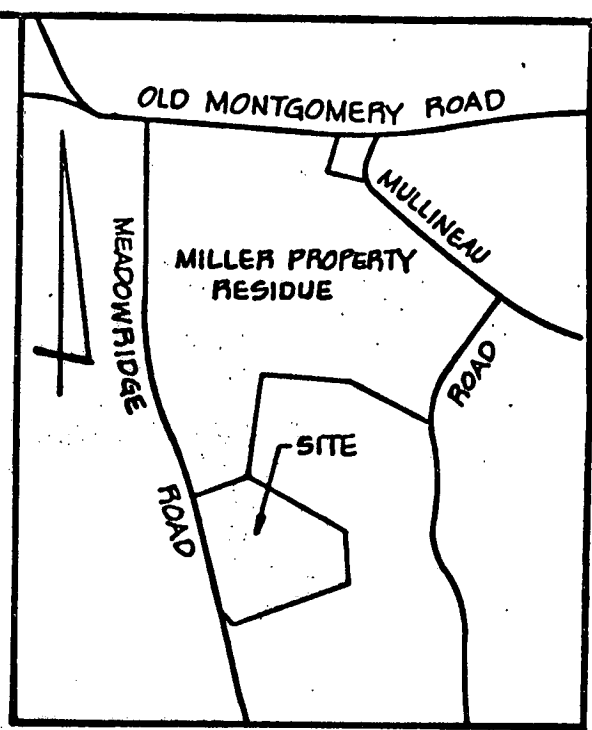 OLD MONTGOMERY ROAD
MULLINEAU
MEADOWRIDGE
MILLER PROPERTY
RESIDUE
ROAD
SITE
ROAD